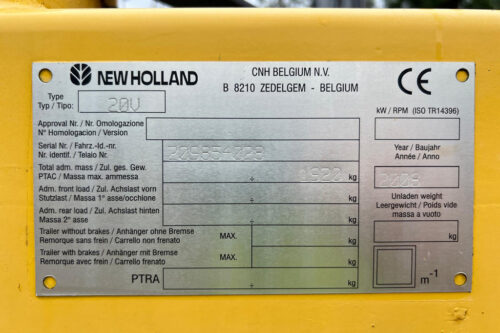 NEW HOLLAND
CNH BELGIUM N.V.
B 8210 ZEDELGEM - BELGIUM
CE
Type
Typ / Tipo:
20V
kW / RPM (ISO TR14396)
Approval Nr./ Nr. Omologazione
N° Homologacion / Version
Serial Nr./ Fahrz.-Id.-nr.
Nr. identif./ Telaio Nr.
Year / Baujahr
Année / Anno
Total adm. mass / Zul. ges. Gew.
PTAC / Massa max. ammessa
÷
1920
kg
2009
Adm. front load / Zul. Achslast vorn
Stutzlast / Massa 1° asse/occhione
÷
kg
Unladen weight
Leergewicht / Poids vide
massa a vuoto
Adm. rear load / Zul. Achslast hinten
Massa 2° asse
÷
kg
Trailer without brakes / Anhänger ohne Bremse
Remorque sans frein / Carrello non frenato
MAX.
÷
kg
kg
Trailer with brakes / Anhänger mit Bremse
Remorque avec frein / Carrello frenato
MAX.
÷
kg
PTRA
÷
kg
m-1